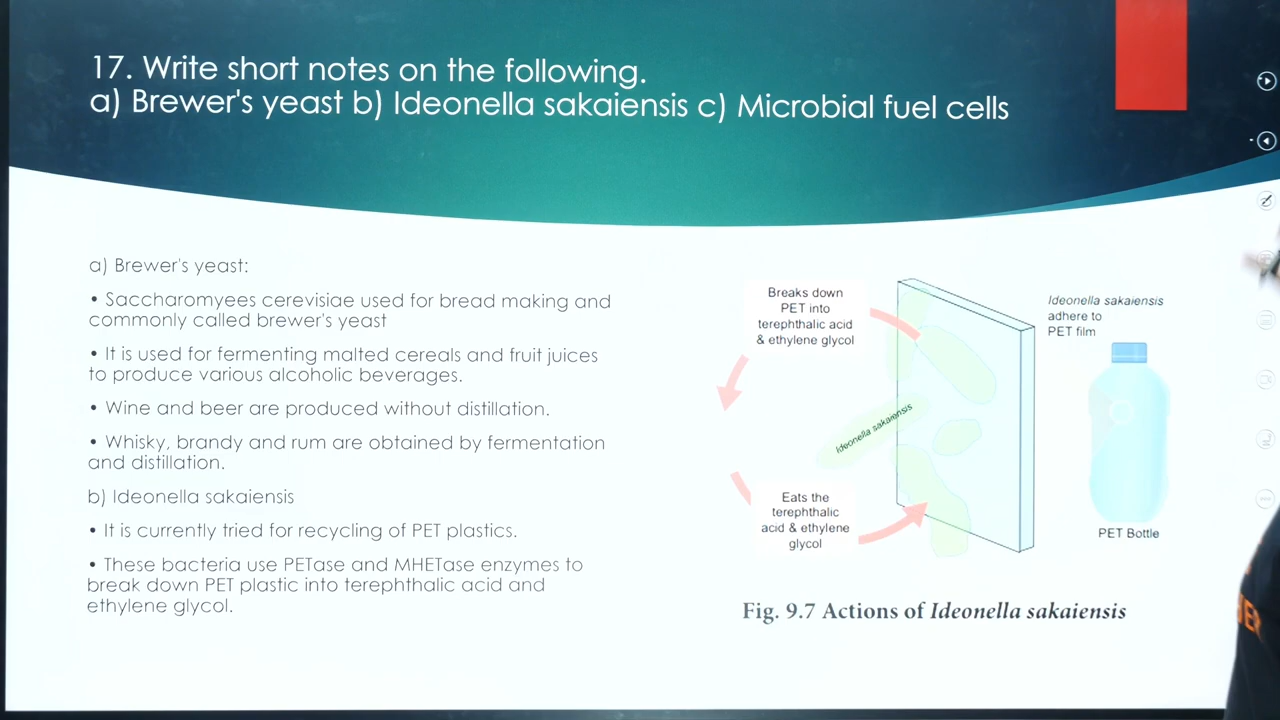 17. Write short notes on the following.
a) Brewer's yeast b) Ideonella sakaiensis c) Microbial fuel cells
a) Brewer's yeast:
• Saccharomyees cerevisiae used for bread making and
commonly called brewer's yeast
• It is used for fermenting malted cereals and fruit juices
to produce various alcoholic beverages.
• Wine and beer are produced without distillation.
• Whisky, brandy and rum are obtained by fermentation
and distillation.
b) Ideonella sakaiensis
• It is currently tried for recycling of PET plastics.
• These bacteria use PETase and MHETase enzymes to
break down PET plastic into terephthalic acid and
ethylene glycol.
Breaks down
PET into
terephthalic acid
& ethylene glycol
Ideonella sakaiensis
adhere to
PET film
Ideonella sakaiensis
Eats the
terephthalic
acid & ethylene
glycol
PET Bottle
Fig. 9.7 Actions of Ideonella sakaiensis